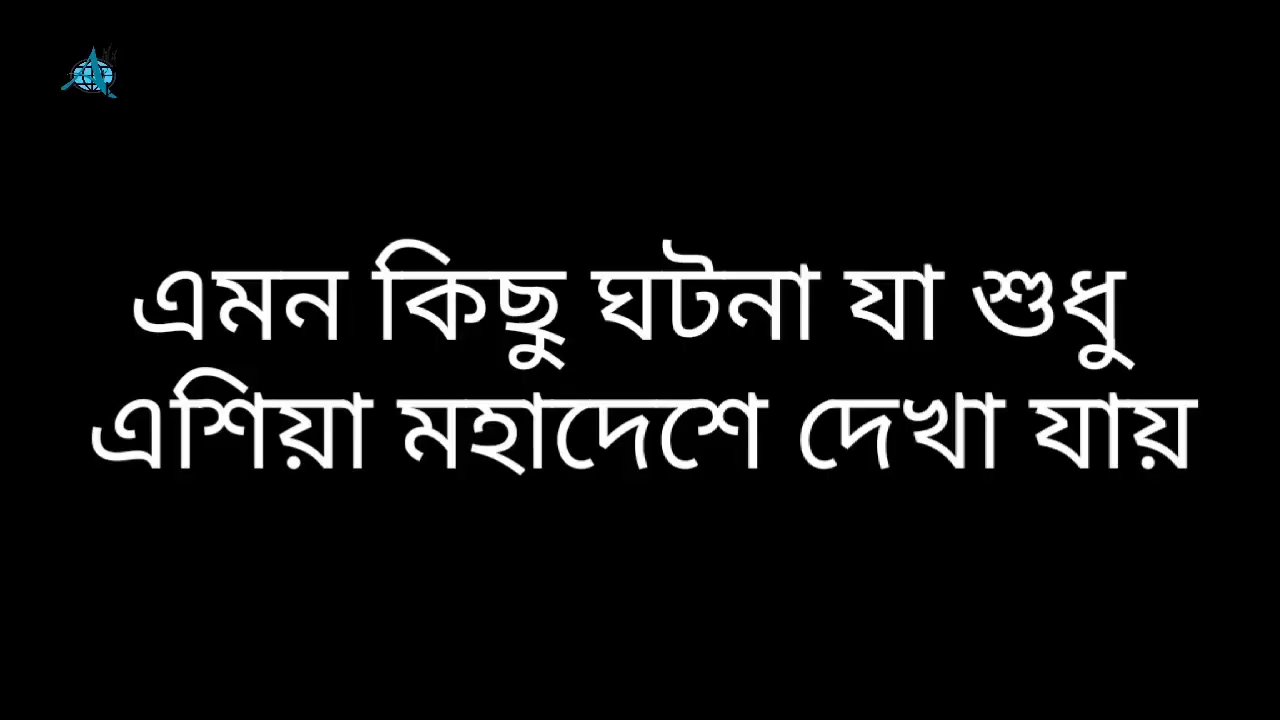 এমন কিছু ঘটনা যা শুধু
এশিয়া মহাদেশে দেখা যায়